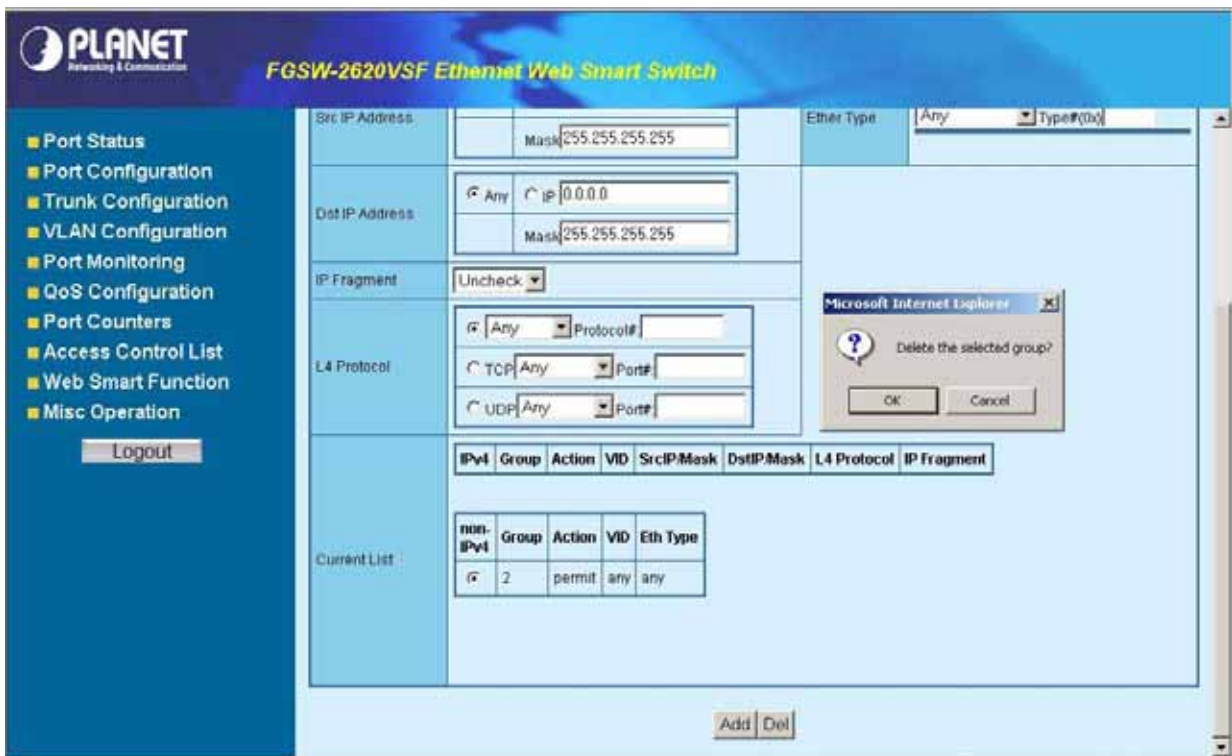 PLANET
Networking & Communication
FGSW-2620VSF Ethernet Web Smart Switch
Port Status
Port Configuration
Trunk Configuration
VLAN Configuration
Port Monitoring
QoS Configuration
Port Counters
Access Control List
Web Smart Function
Misc Operation
Logout
Src IP Address
Mask 255.255.255.255
Ether Type
Any Type#(0x)
Dst IP Address
Any IP 0.0.0.0
Mask 255.255.255.255
IP Fragment
Uncheck
L4 Protocol
Any Protocol#
TCP Any Port#
UDP Any Port#
Microsoft Internet Explorer
Delete the selected group?
OK Cancel
Current List
IPv4 Group Action VID SrcIP/Mask DstIP/Mask L4 Protocol IP Fragment
non-IPv4 Group Action VID Eth Type
2 permit any any
Add Del